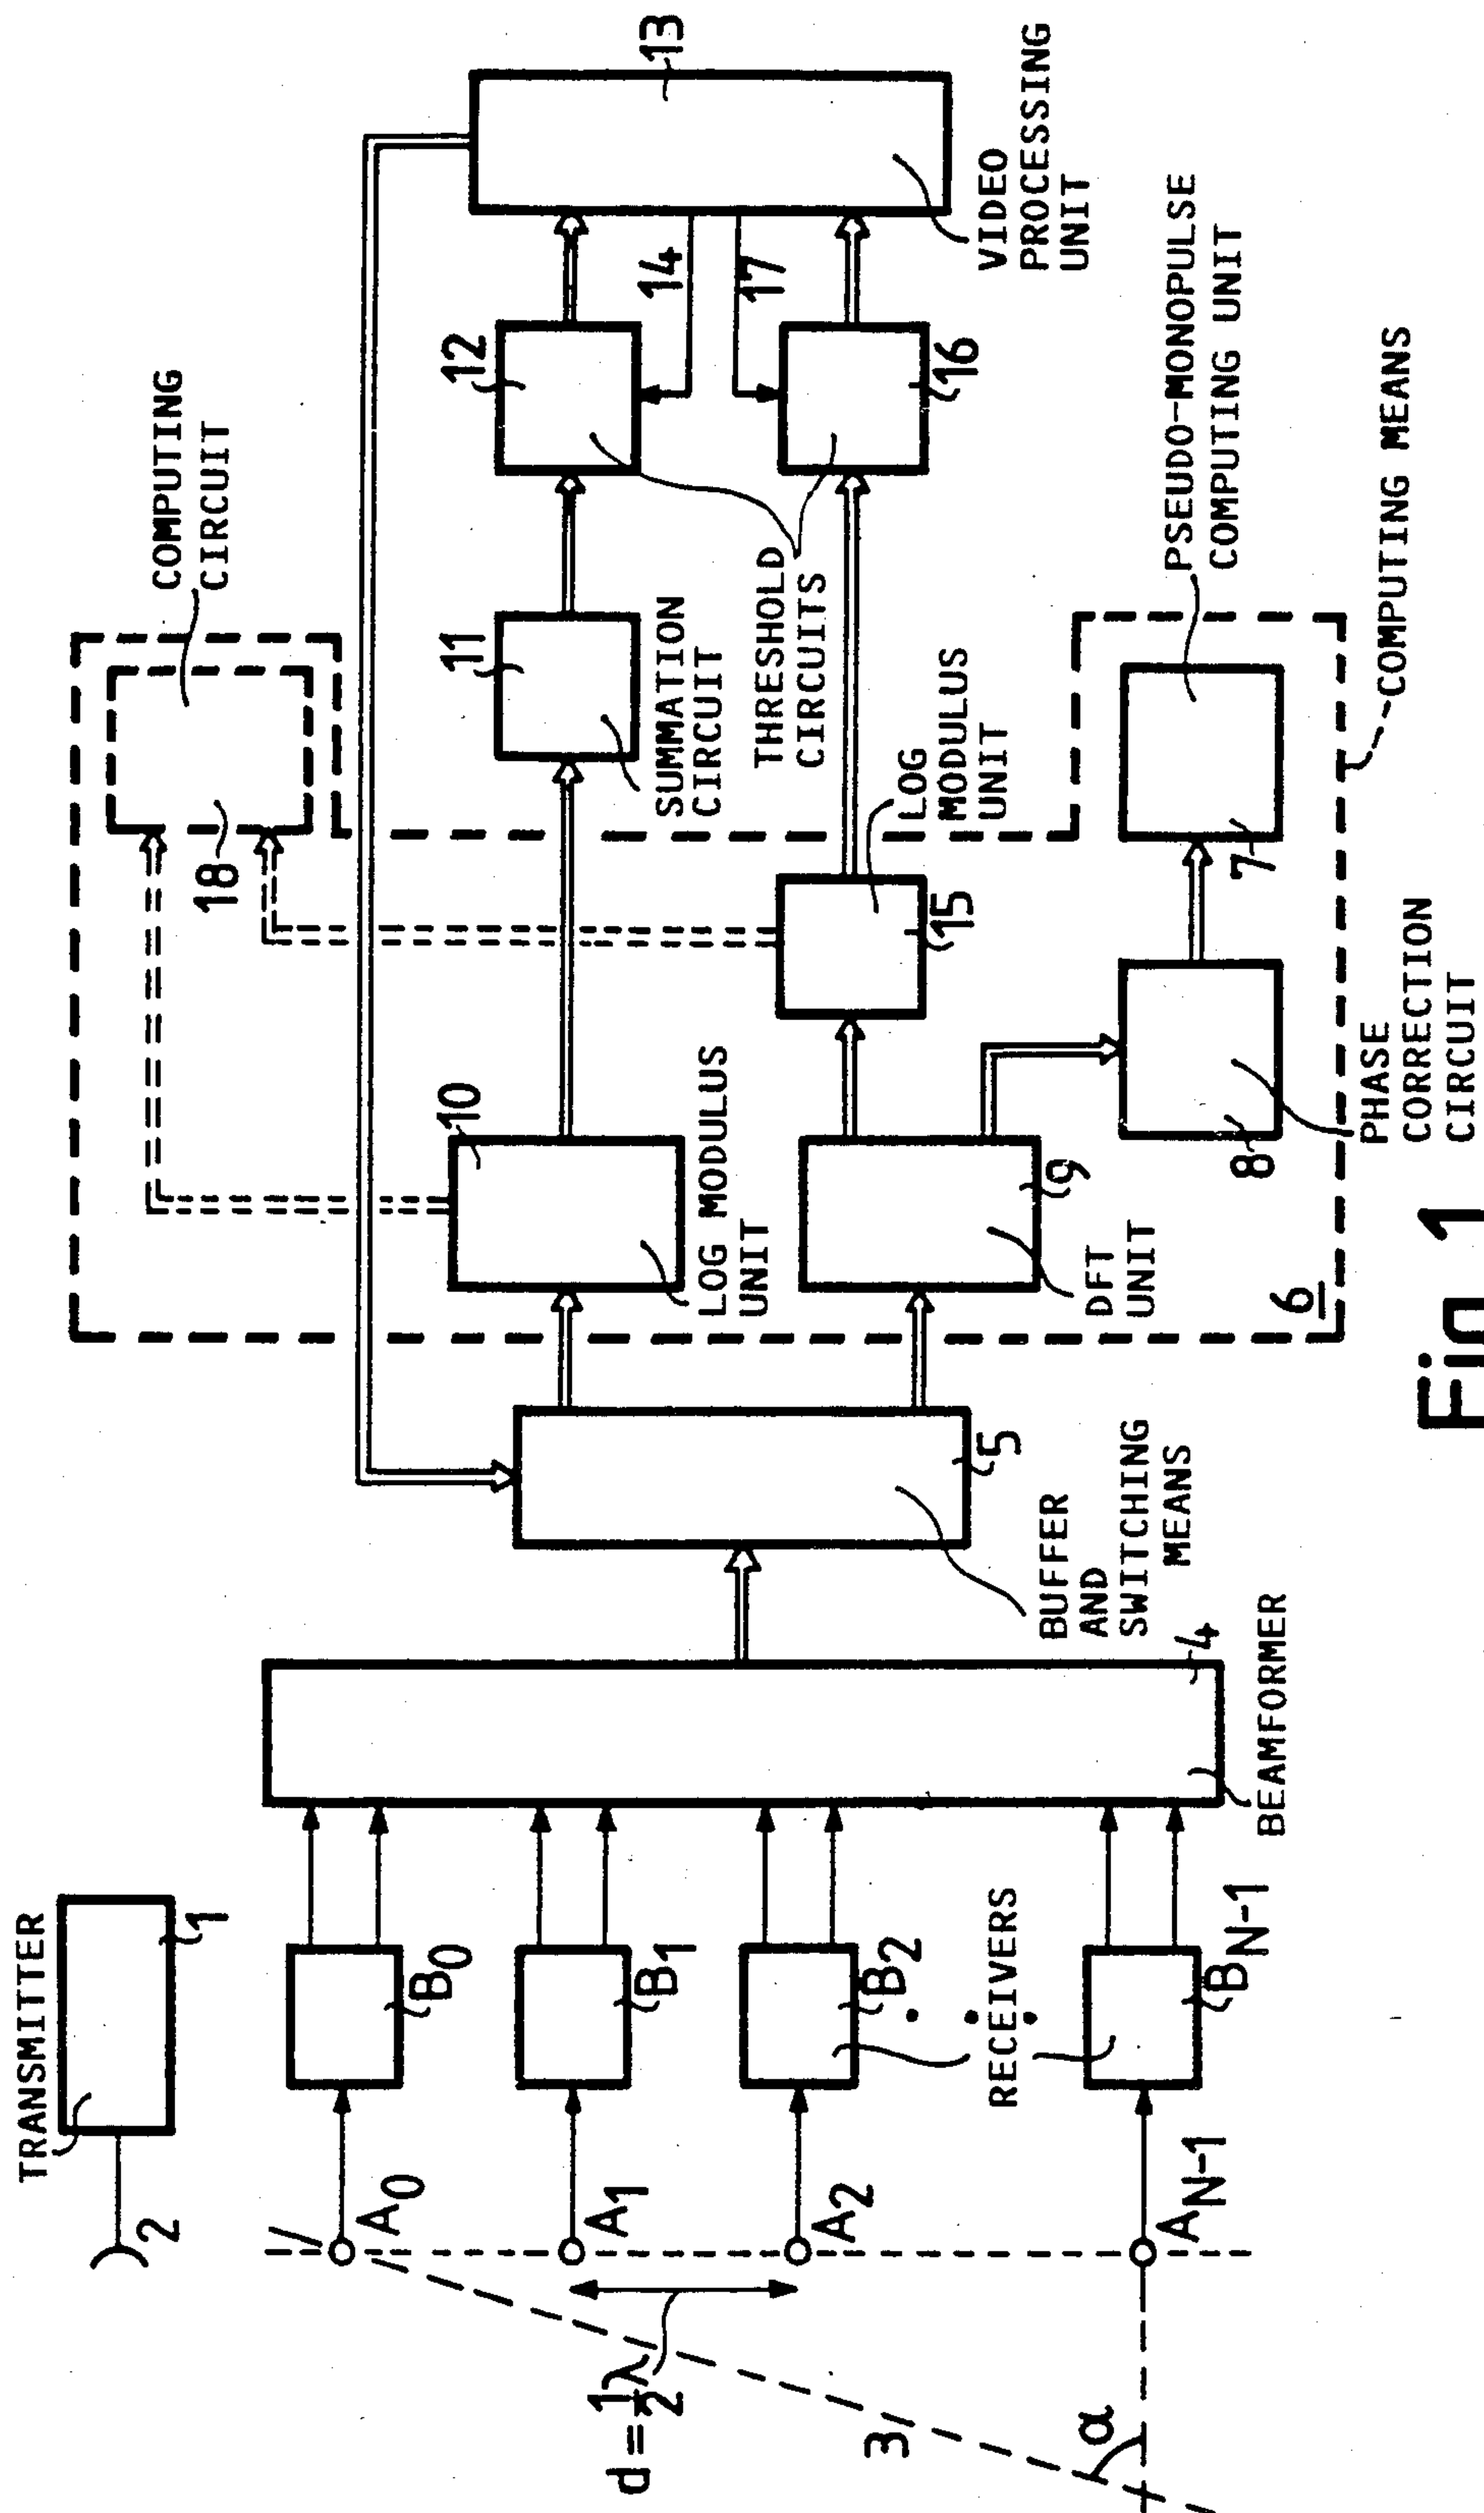 TRANSMITTER
1
2
A0
A1
A2
AN-1
B0
B1
B2
BN-1
RECEIVERS
d=½λ
3
α
4
BEAMFORMER
5
BUFFER
AND
SWITCHING
MEANS
6
10
LOG MODULUS
UNIT
9
DFT
UNIT
8
PHASE
CORRECTION
CIRCUIT
7
PSEUDO-MONOPULSE
COMPUTING UNIT
COMPUTING MEANS
15
LOG
MODULUS
UNIT
18
COMPUTING
CIRCUIT
11
SUMMATION
CIRCUIT
THRESHOLD
CIRCUITS
12
14
17
16
13
VIDEO
PROCESSING
UNIT
Fig. 1